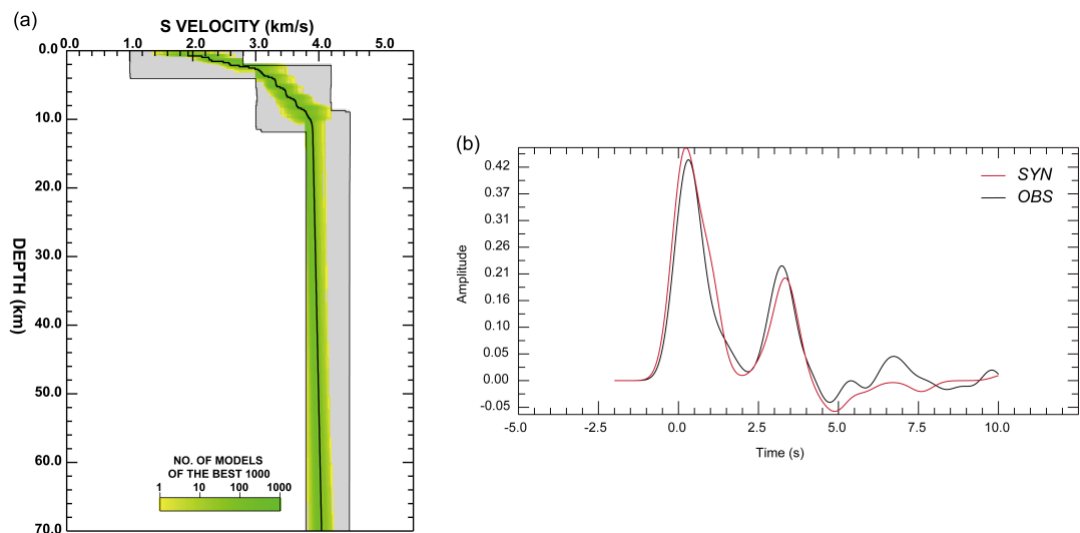 (a)
S VELOCITY (km/s)
0.0 1.0 2.0 3.0 4.0 5.0
0.0
10.0
20.0
30.0
40.0
50.0
60.0
70.0
DEPTH (km)
NO. OF MODELS
OF THE BEST 1000
1 10 100 1000
(b)
SYN
OBS
0.42
0.37
0.31
0.26
0.21
0.16
0.10
0.05
0.00
-0.05
Amplitude
-5.0 -2.5 0.0 2.5 5.0 7.5 10.0
Time (s)